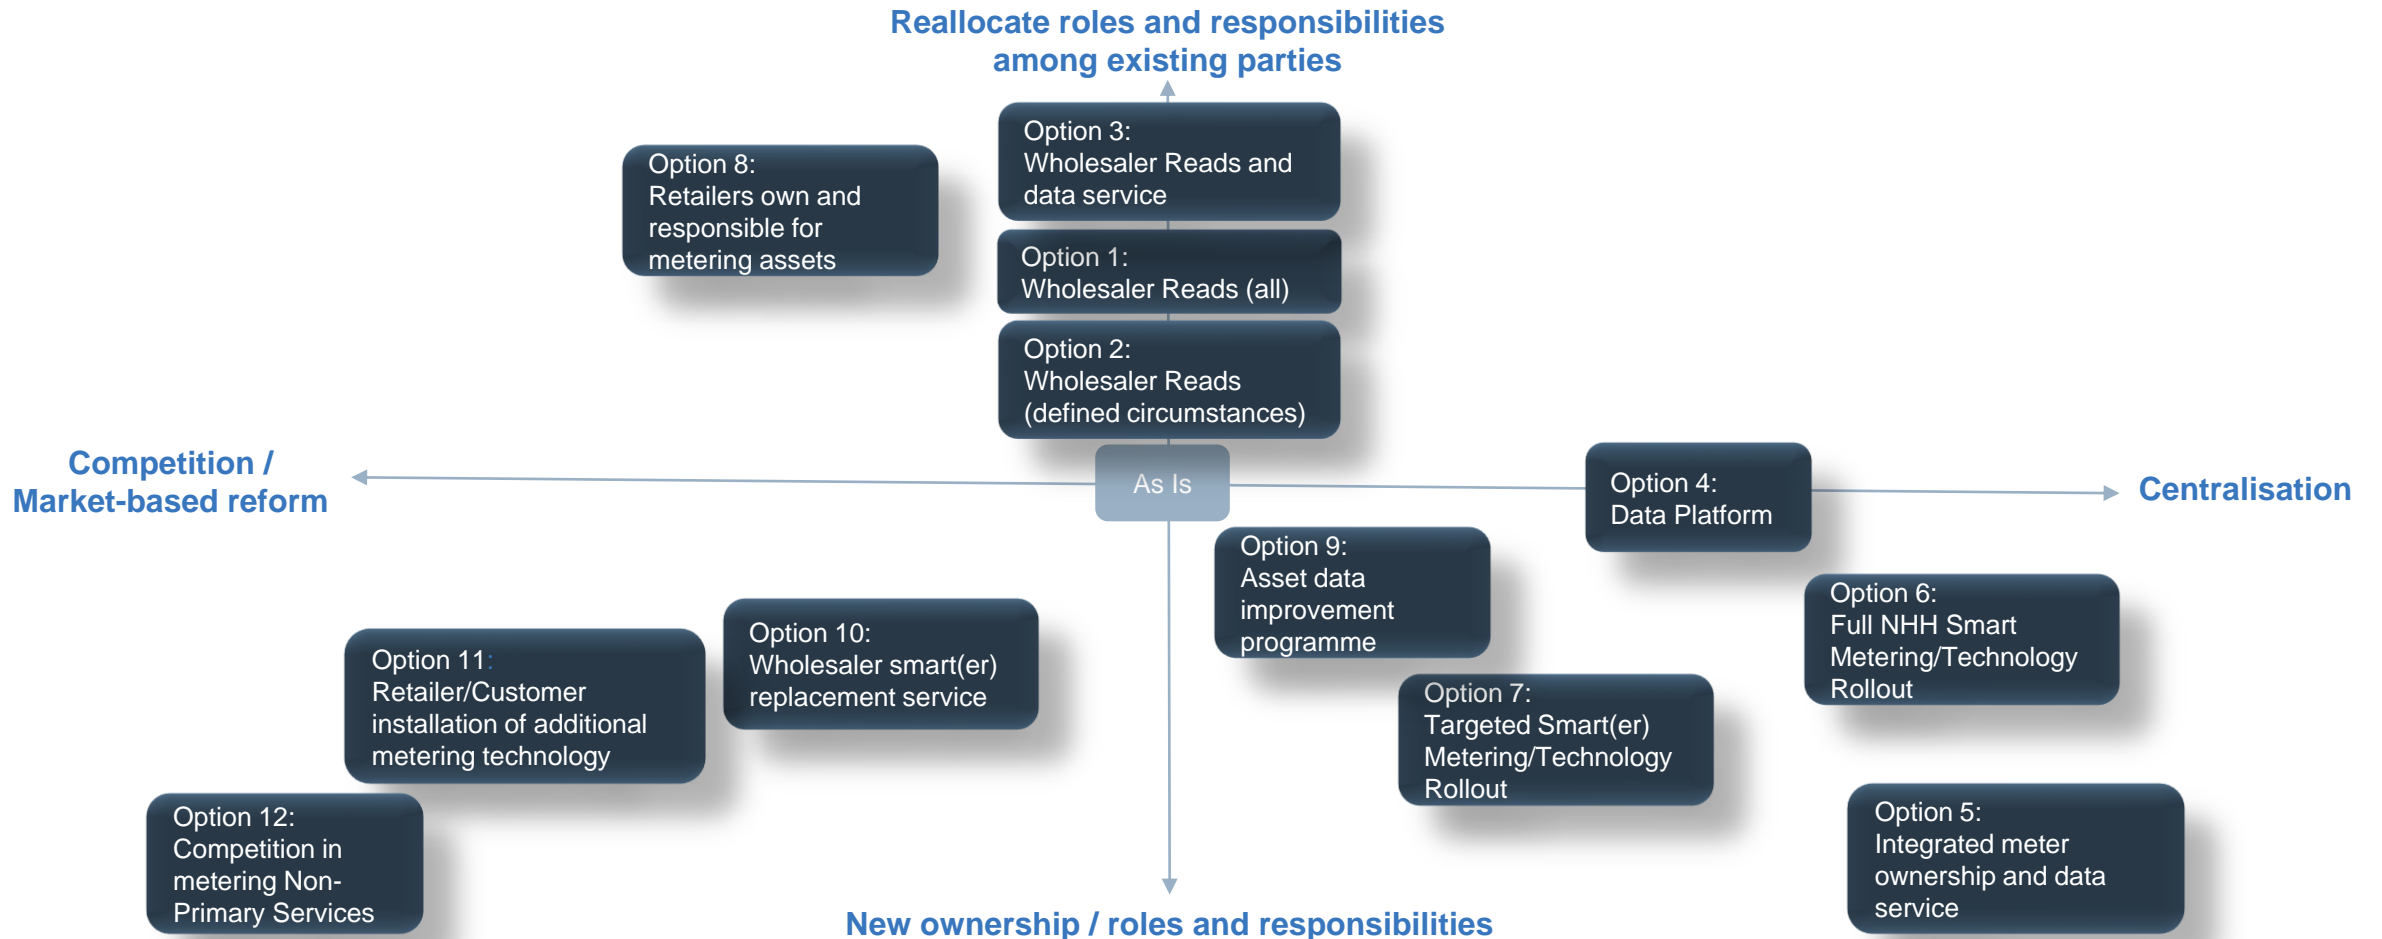 Reallocate roles and responsibilities
among existing parties
Option 3:
Wholesaler Reads and
data service
Option 8:
Retailers own and
responsible for
metering assets
Option 1:
Wholesaler Reads (all)
Option 2:
Wholesaler Reads
(defined circumstances)
Competition /
Market-based reform
As Is
Option 4:
Data Platform
Centralisation
Option 9:
Asset data
improvement
programme
Option 6:
Full NHH Smart
Metering/Technology
Rollout
Option 10:
Wholesaler smart(er)
replacement service
Option 11:
Retailer/Customer
installation of additional
metering technology
Option 7:
Targeted Smart(er)
Metering/Technology
Rollout
Option 12:
Competition in
metering Non-
Primary Services
Option 5:
Integrated meter
ownership and data
service
New ownership / roles and responsibilities